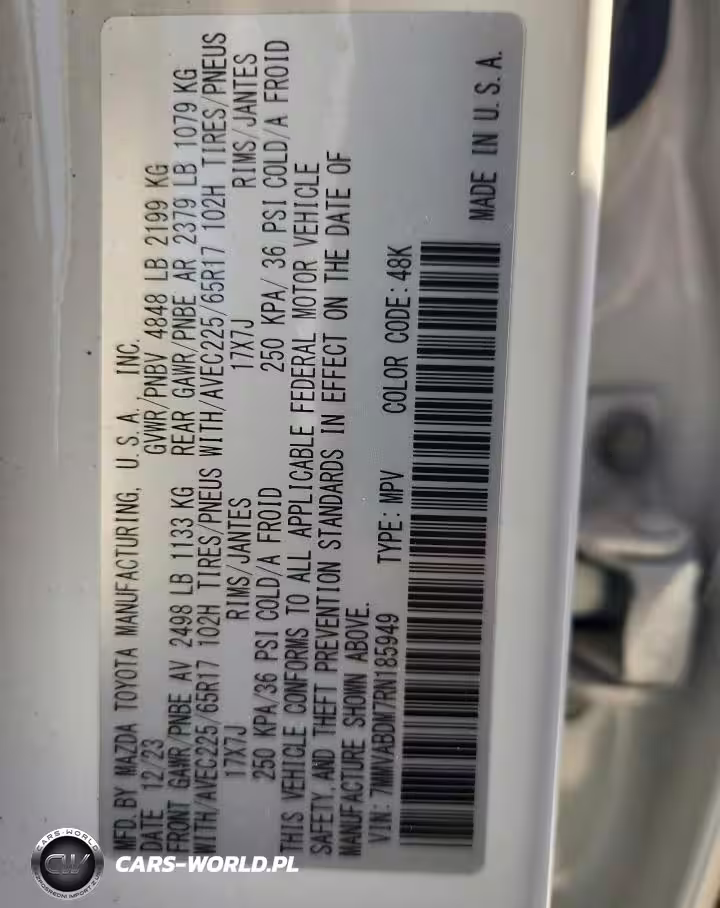 MFD.BY MAZDA TOYOTA MANUFACTURING, U.S.A., INC.
DATE 12/23 GVWR/PNBV 4848 LB 2199 KG
FRONT GAWR/PNBE AV 2498 LB 1133 KG REAR GAWR/PNBE AR 2379 LB 1079 KG
WITH/AVEC225/65R17 102H TIRES/PNEUS WITH/AVEC225/65R17 102H TIRES/PNEUS
17X7J RIMS/JANTES 17X7J RIMS/JANTES
250 KPA/36 PSI COLD/A FROID 250 KPA/ 36 PSI COLD/A FROID
THIS VEHICLE CONFORMS TO ALL APPLICABLE FEDERAL MOTOR VEHICLE
SAFETY,AND THEFT PREVENTION STANDARDS IN EFFECT ON THE DATE OF
MANUFACTURE SHOWN ABOVE.
VIN: 7MMVABDM7RN185949 TYPE: MPV COLOR CODE: 48K
MADE IN U.S.A.
CARS-WORLD
CW
CARS-WORLD.PL